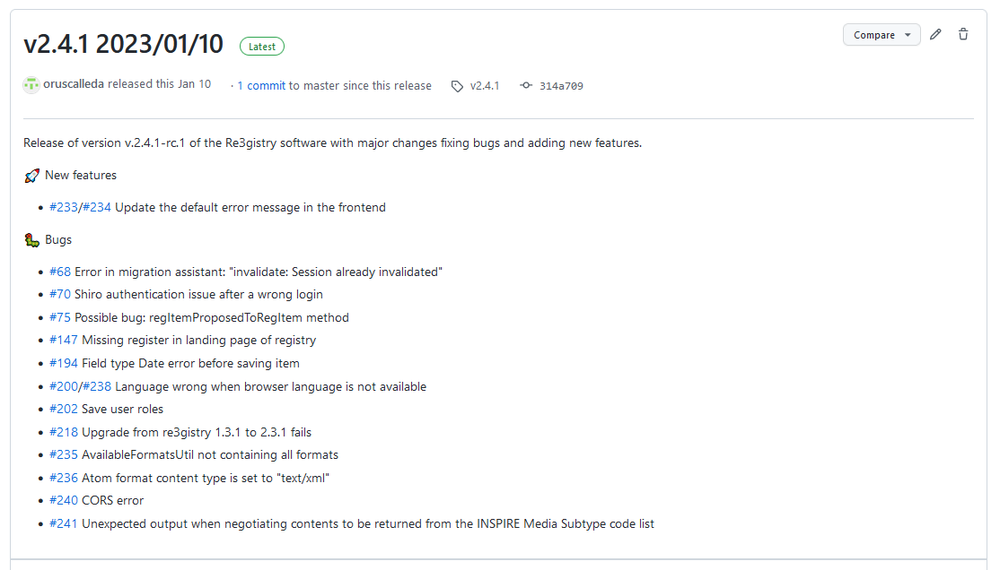 v2.4.1 2023/01/10 Latest Compare
oruscalleda released this Jan 10 · 1 commit to master since this release v2.4.1 314a709
Release of version v.2.4.1-rc.1 of the Re3gistry software with major changes fixing bugs and adding new features.
🚀 New features
• #233/#234 Update the default error message in the frontend
🐛 Bugs
• #68 Error in migration assistant: "invalidate: Session already invalidated"
• #70 Shiro authentication issue after a wrong login
• #75 Possible bug: regItemProposedToRegItem method
• #147 Missing register in landing page of registry
• #194 Field type Date error before saving item
• #200/#238 Language wrong when browser language is not available
• #202 Save user roles
• #218 Upgrade from re3gistry 1.3.1 to 2.3.1 fails
• #235 AvailableFormatsUtil not containing all formats
• #236 Atom format content type is set to "text/xml"
• #240 CORS error
• #241 Unexpected output when negotiating contents to be returned from the INSPIRE Media Subtype code list